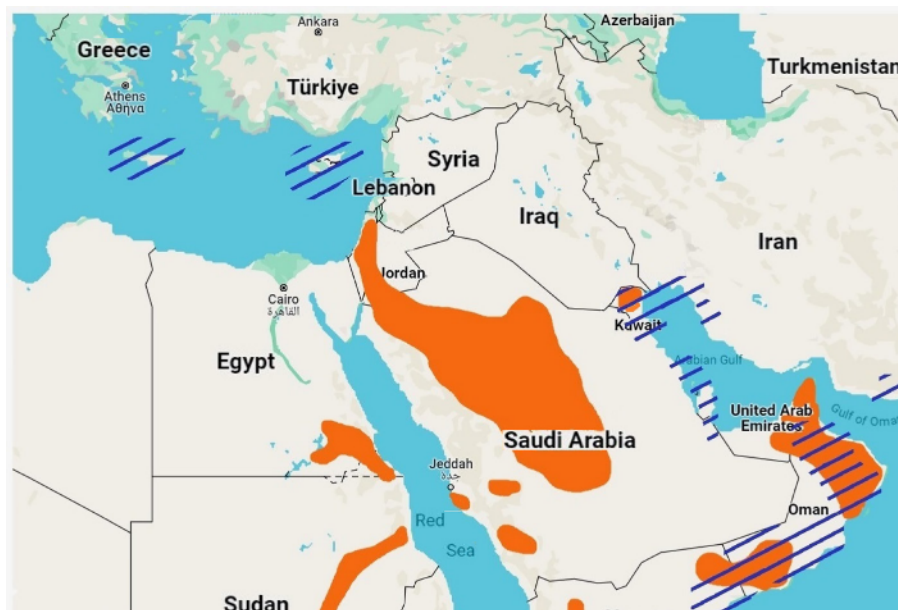 Ankara
Azerbaijan
Greece
Turkmenistan
Athens
Αθήνα
Türkiye
Syria
Lebanon
Iraq
Iran
Jordan
Cairo
القاهرة
Kuwait
Egypt
Arabian Gulf
United Arab
Emirates
Gulf of Oma
Saudi Arabia
Jeddah
جدة
Oman
Red
Sea
Sudan